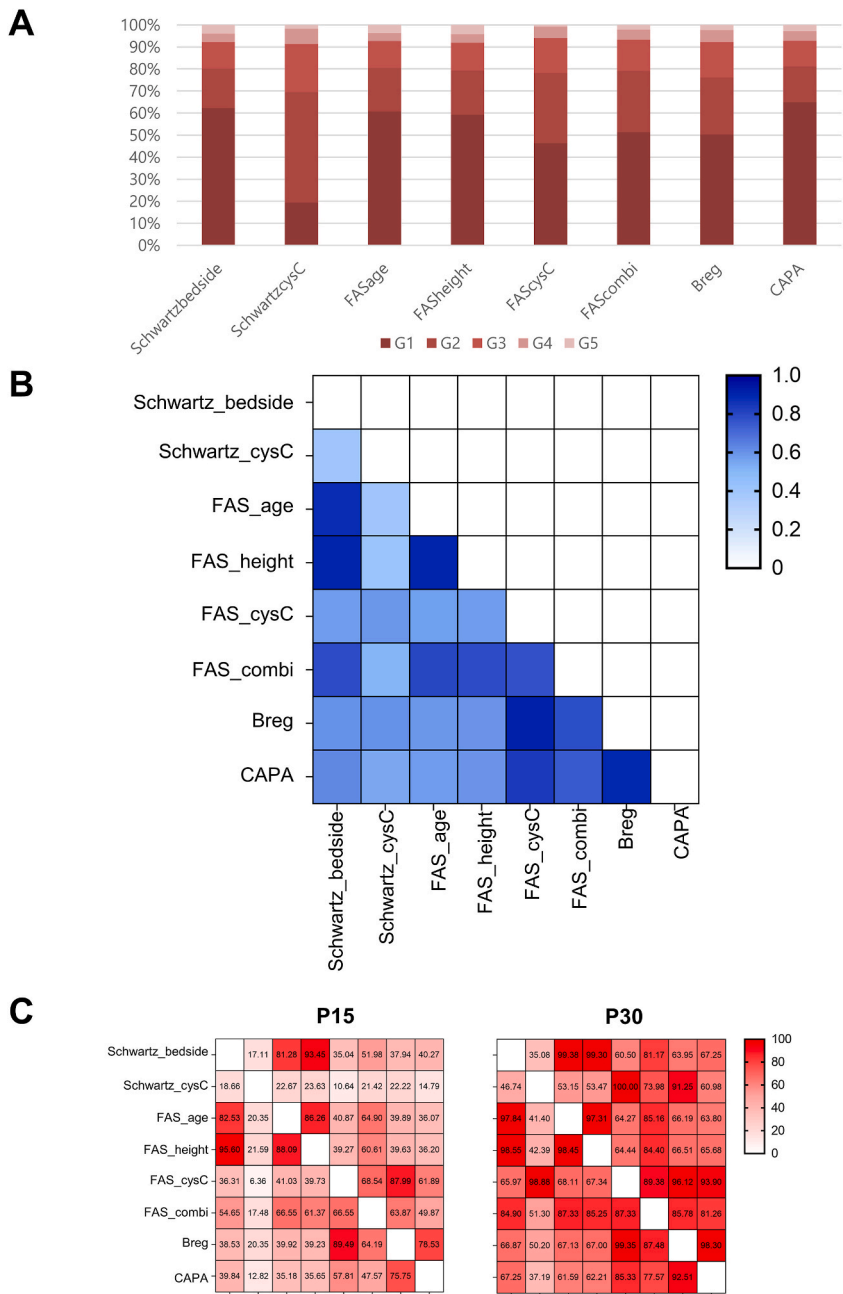 A
100%
90%
80%
70%
60%
50%
40%
30%
20%
10%
0%
Schwartzbedside
SchwartzcysC
FASage
FASheight
FAScysC
FAScombi
Breg
CAPA
G1 G2 G3 G4 G5
B
Schwartz_bedside
Schwartz_cysC
FAS_age
FAS_height
FAS_cysC
FAS_combi
Breg
CAPA
1.0
0.8
0.6
0.4
0.2
0
Schwartz_bedside
Schwartz_cysC
FAS_age
FAS_height
FAS_cysC
FAS_combi
Breg
CAPA
C
P15
P30
Schwartz_bedside 17.11 81.28 93.45 35.04 51.98 37.94 40.27
Schwartz_cysC 18.66 22.67 23.63 10.64 21.42 22.22 14.79
FAS_age 82.53 20.35 86.26 40.87 64.90 39.89 36.07
FAS_height 95.60 21.59 88.09 39.27 60.61 39.63 36.20
FAS_cysC 36.31 6.36 41.03 39.73 68.54 87.99 61.89
FAS_combi 54.65 17.48 66.55 61.37 66.55 63.87 49.87
Breg 38.53 20.35 39.92 39.23 89.49 64.19 78.53
CAPA 39.84 12.82 35.18 35.65 57.81 47.57 75.75
35.08 99.38 99.30 60.50 81.17 63.95 67.25
46.74 53.15 53.47 100.00 73.98 91.25 60.98
97.84 41.40 97.31 64.27 85.16 66.19 63.80
98.55 42.39 98.45 64.44 84.40 66.51 65.68
65.97 68.11 67.34 89.38 95.12 93.90
84.90 51.30 87.33 85.25 87.33 85.78 81.26
66.87 50.20 67.13 67.00 99.35 87.48 98.30
67.25 37.19 61.59 62.21 85.33 77.57 92.51
100
80
60
40
20
0